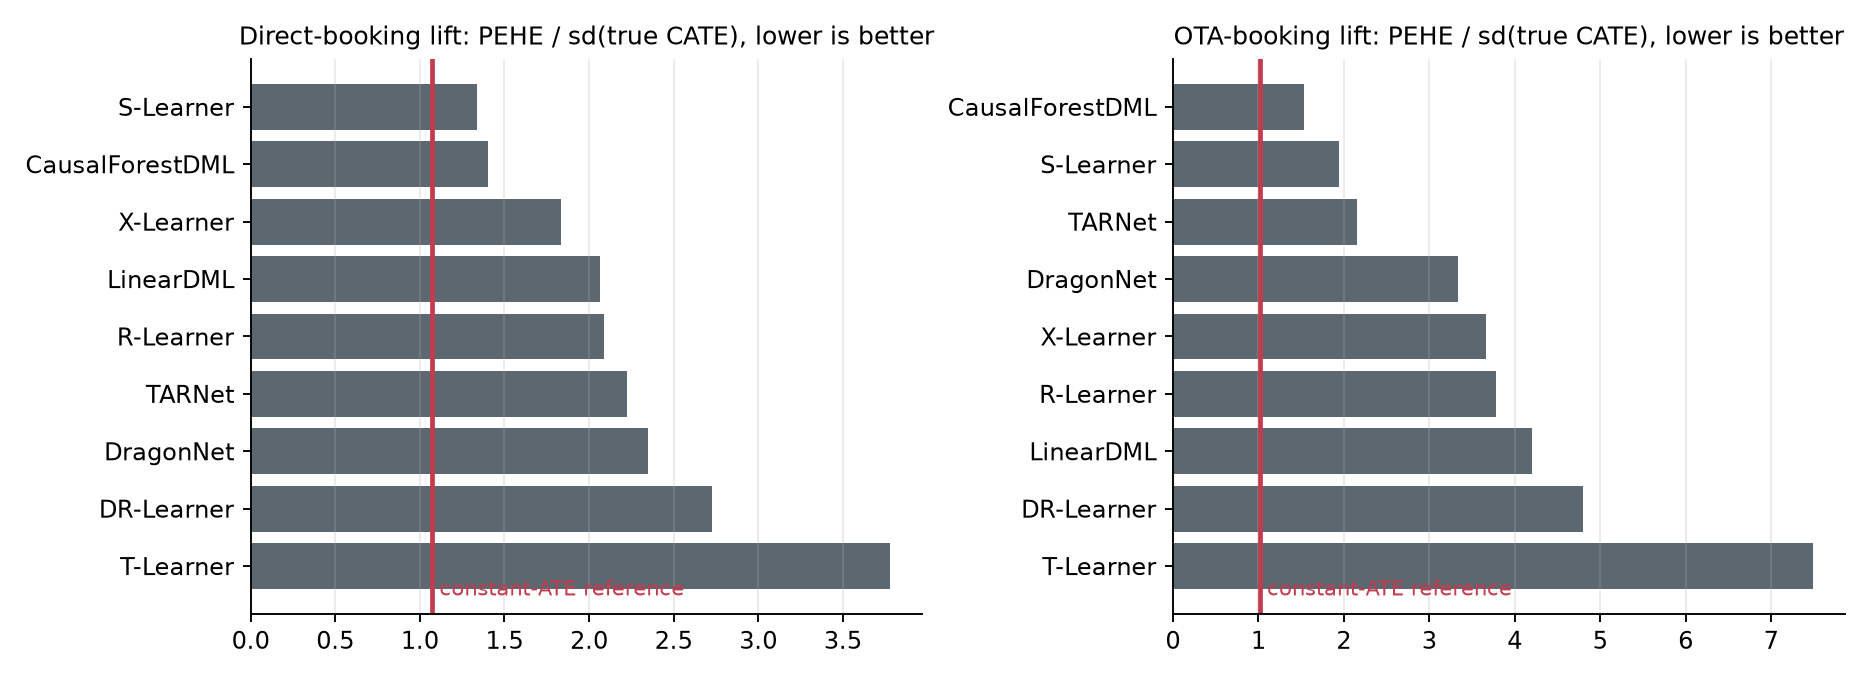 Direct-booking lift: PEHE / sd(true CATE), lower is better
S-Learner
CausalForestDML
X-Learner
LinearDML
R-Learner
TARNet
DragonNet
DR-Learner
T-Learner
constant-ATE reference
0.0 0.5 1.0 1.5 2.0 2.5 3.0 3.5
OTA-booking lift: PEHE / sd(true CATE), lower is better
CausalForestDML
S-Learner
TARNet
DragonNet
X-Learner
R-Learner
LinearDML
DR-Learner
T-Learner
constant-ATE reference
0 1 2 3 4 5 6 7